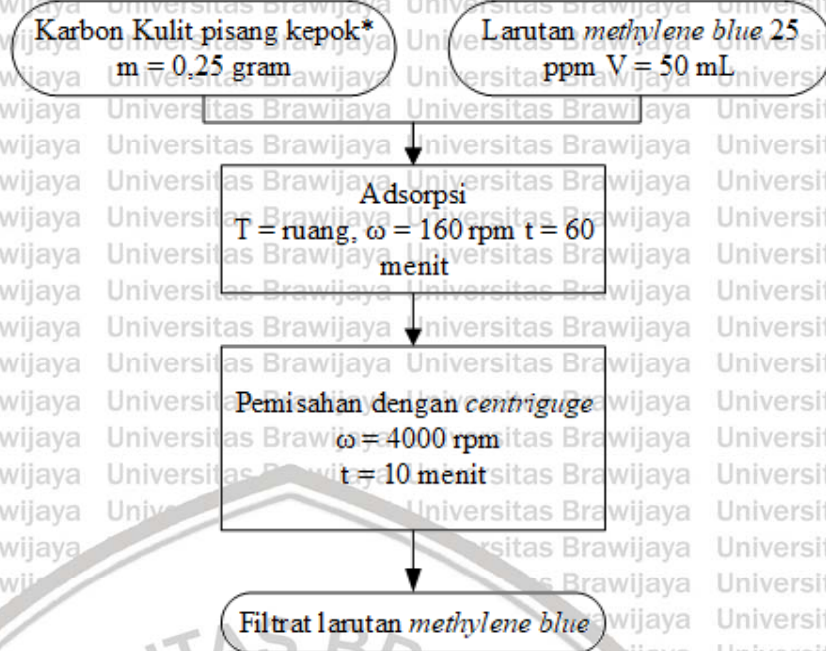 Karbon Kulit pisang kepok*
m = 0,25 gram
Larutan methylene blue 25
ppm V = 50 mL
Adsorpsi
T = ruang, ω = 160 rpm t = 60
menit
Pemisahan dengan centriguge
ω = 4000 rpm
t = 10 menit
Filtrat larutan methylene blue